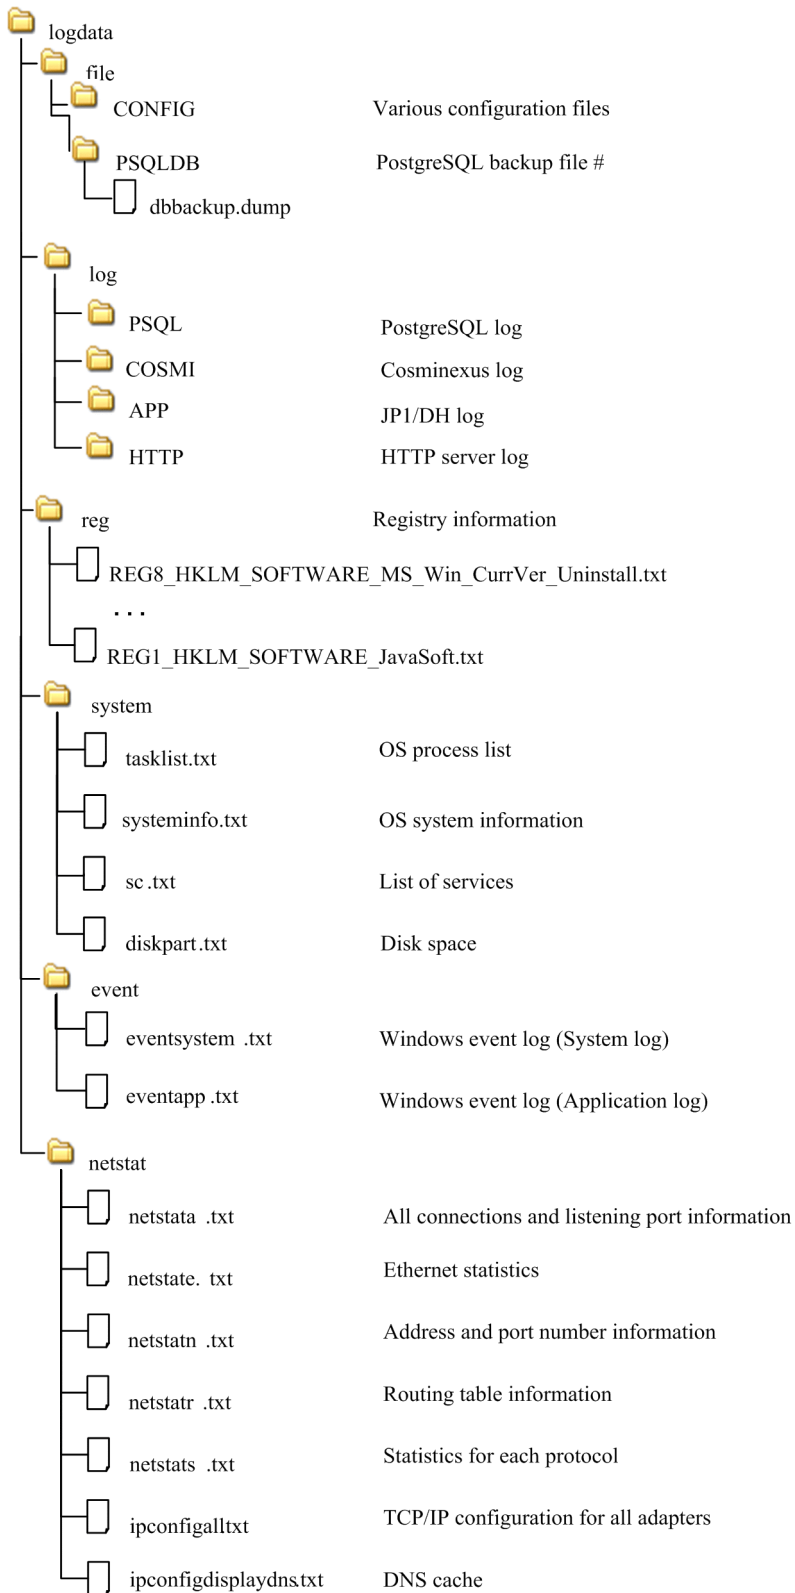 logdata
file
CONFIG Various configuration files
PSQLDB PostgreSQL backup file #
dbbackup.dump
log
PSQL PostgreSQL log
COSMI Cosminexus log
APP JP1/DH log
HTTP HTTP server log
reg Registry information
REG8_HKLM_SOFTWARE_MS_Win_CurrVer_Uninstall.txt
...
REG1_HKLM_SOFTWARE_JavaSoft.txt
system
tasklist.txt OS process list
systeminfo.txt OS system information
sc.txt List of services
diskpart.txt Disk space
event
eventsystem .txt Windows event log (System log)
eventapp .txt Windows event log (Application log)
netstat
netstata .txt All connections and listening port information
netstate. txt Ethernet statistics
netstatn .txt Address and port number information
netstatr .txt Routing table information
netstats .txt Statistics for each protocol
ipconfigalltxt TCP/IP configuration for all adapters
ipconfigdisplaydns.txt DNS cache